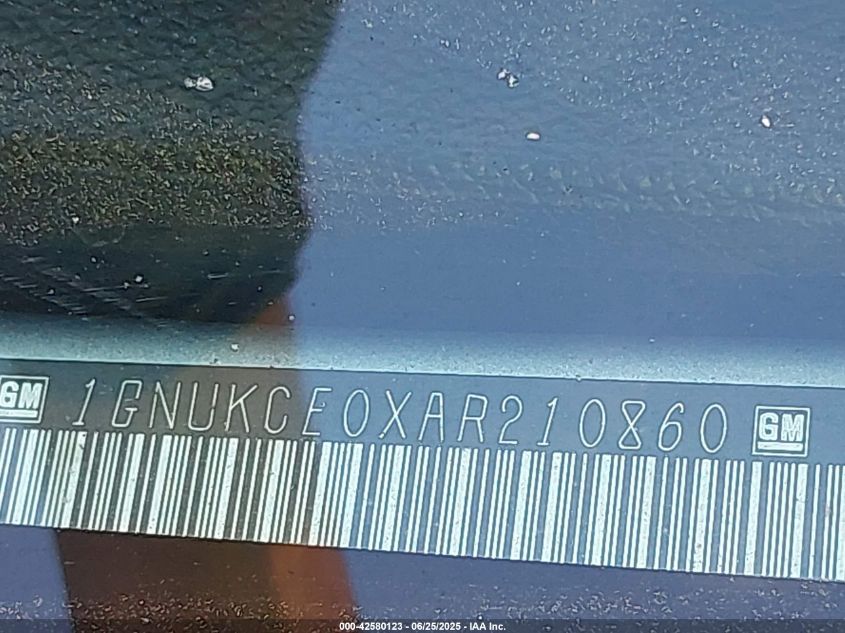 GM 1GNUKCE0XAR210860 GM
000-42580123 - 06/25/2025 - IAA Inc.